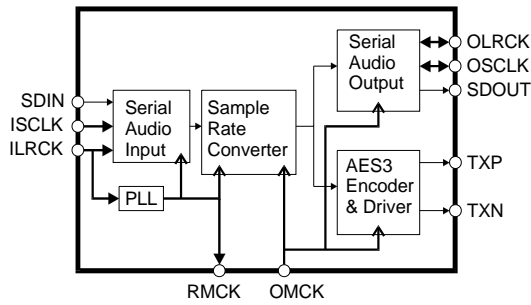 SDIN
ISCLK
ILRCK
Serial
Audio
Input
PLL
Sample
Rate
Converter
Serial
Audio
Output
AES3
Encoder
& Driver
OLRCK
OSCLK
SDOUT
TXP
TXN
RMCK
OMCK